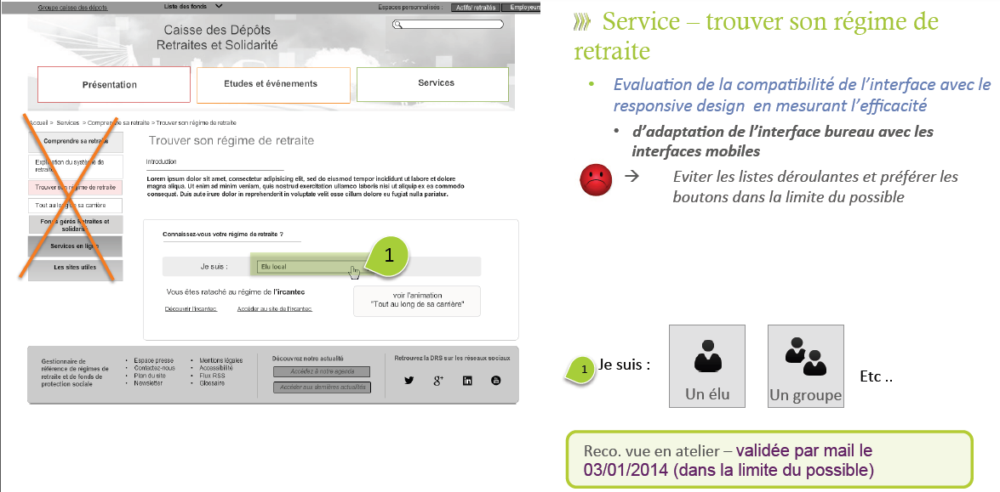 Groupe caisse des dépôts
Liste des fonds
Espaces personnalisés :
Actifs/ retraités
Employeurs
Caisse des Dépôts
Retraites et Solidarité
Présentation
Etudes et événements
Services
Accueil > Services > Comprendre sa retraite > Trouver son régime de retraite
Comprendre sa retraite
Explication du système de
retraite
Trouver son régime de retraite
Tout au long de sa carrière
Fonds gérés Retraites et
solidarité
Services en ligne
Les sites utiles
Trouver son régime de retraite
Introduction
Lorem ipsum dolor sit amet, consectetur adipisicing elit, sed do eiusmod tempor incididunt ut labore et dolore
magna aliqua. Ut enim ad minim veniam, quis nostrud exercitation ullamco laboris nisi ut aliquip ex ea commodo
consequat. Duis aute irure dolor in reprehenderit in voluptate velit esse cillum dolore eu fugiat nulla pariatur.
Connaissez-vous votre régime de retraite ?
Je suis :
Elu local
1
Vous êtes rataché au régime de l'ircantec
Découvrir l'ircantec
Accéder au site de l'ircantec
voir l'animation
"Tout au long de sa carrière"
Gestionnaire de
référence de régimes de
retraite et de fonds de
protection sociale
• Espace presse
• Contactez-nous
• Plan du site
• Newsletter
• Mentions légales
• Accessibilité
• Flux RSS
• Glossaire
Découvrez notre actualité
Accédez à notre agenda
Accéder aux dernières actualités
Retrouvez la DRS sur les réseaux sociaux
Service – trouver son régime de
retraite
• Evaluation de la compatibilité de l'interface avec le
responsive design en mesurant l'efficacité
• d'adaptation de l'interface bureau avec les
interfaces mobiles
→ Eviter les listes déroulantes et préférer les
boutons dans la limite du possible
1
Je suis :
Un élu
Un groupe
Etc ..
Reco. vue en atelier – validée par mail le
03/01/2014 (dans la limite du possible)